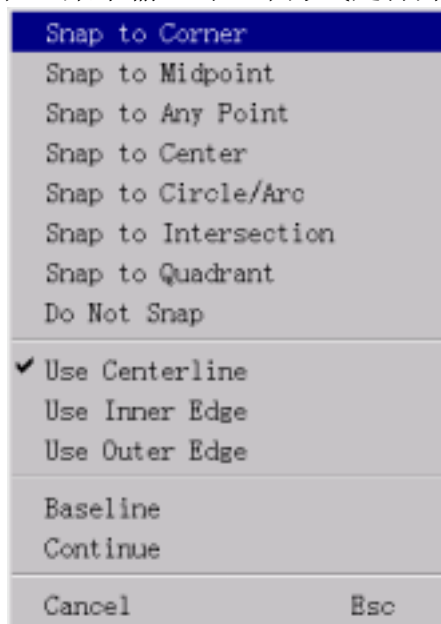 Snap to Corner
Snap to Midpoint
Snap to Any Point
Snap to Center
Snap to Circle/Arc
Snap to Intersection
Snap to Quadrant
Do Not Snap
✔ Use Centerline
Use Inner Edge
Use Outer Edge
Baseline
Continue
Cancel Esc